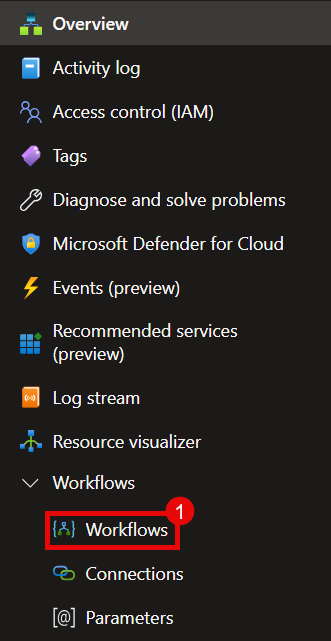 Overview
Activity log
Access control (IAM)
Tags
Diagnose and solve problems
Microsoft Defender for Cloud
Events (preview)
Recommended services
(preview)
Log stream
Resource visualizer
Workflows
1
Workflows
Connections
[@] Parameters